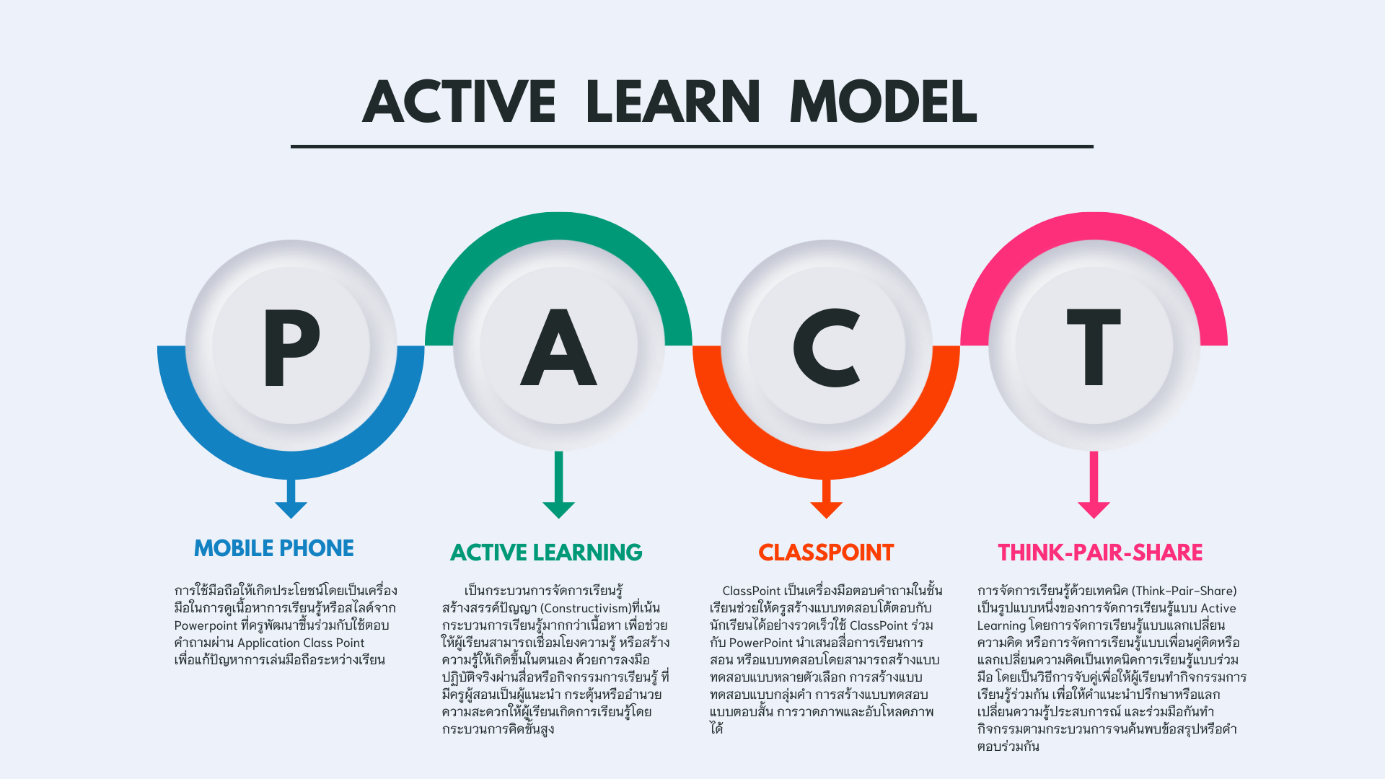 ACTIVE LEARN MODEL
P
A
C
T
MOBILE PHONE
การใช้มือถือให้เกิดประโยชน์โดยเป็นเครื่อง
มือในการดูเนื้อหาการเรียนรู้หรือสไลด์จาก
Powerpoint ที่ครูพัฒนาขึ้นร่วมกับใช้ตอบ
คำถามผ่าน Application Class Point
เพื่อแก้ปัญหาการเล่นมือถือระหว่างเรียน
ACTIVE LEARNING
เป็นกระบวนการจัดการเรียนรู้
สร้างสรรค์ปัญญา (Constructivism)ที่เน้น
กระบวนการเรียนรู้มากกว่าเนื้อหา เพื่อช่วย
ให้ผู้เรียนสามารถเชื่อมโยงความรู้ หรือสร้าง
ความรู้ให้เกิดขึ้นในตนเอง ด้วยการลงมือ
ปฏิบัติจริงผ่านสื่อหรือกิจกรรมการเรียนรู้ ที่
มีครูผู้สอนเป็นผู้แนะนำ กระตุ้นหรืออำนวย
ความสะดวกให้ผู้เรียนเกิดการเรียนรู้โดย
กระบวนการคิดขั้นสูง
CLASSPOINT
ClassPoint เป็นเครื่องมือตอบคำถามในชั้น
เรียนช่วยให้ครูสร้างแบบทดสอบโต้ตอบกับ
นักเรียนได้อย่างรวดเร็วใช้ ClassPoint ร่วม
กับ PowerPoint นำเสนอสื่อการเรียนการ
สอน หรือแบบทดสอบโดยสามารถสร้างแบบ
ทดสอบแบบหลายตัวเลือก การสร้างแบบ
ทดสอบแบบกลุ่มคำ การสร้างแบบทดสอบ
แบบตอบสั้น การวาดภาพและอับโหลดภาพ
ได้
THINK-PAIR-SHARE
การจัดการเรียนรู้ด้วยเทคนิค (Think-Pair-Share)
เป็นรูปแบบหนึ่งของการจัดการเรียนรู้แบบ Active
Learning โดยการจัดการเรียนรู้แบบแลกเปลี่ยน
ความคิด หรือการจัดการเรียนรู้แบบเพื่อนคู่คิดหรือ
แลกเปลี่ยนความคิดเป็นเทคนิคการเรียนรู้แบบร่วม
มือ โดยเป็นวิธีการจับคู่เพื่อให้ผู้เรียนทำกิจกรรมการ
เรียนรู้ร่วมกัน เพื่อให้คำแนะนำปรึกษาหรือแลก
เปลี่ยนความรู้ประสบการณ์ และร่วมมือกันทำ
กิจกรรมตามกระบวนการจนค้นพบข้อสรุปหรือคำ
ตอบร่วมกัน